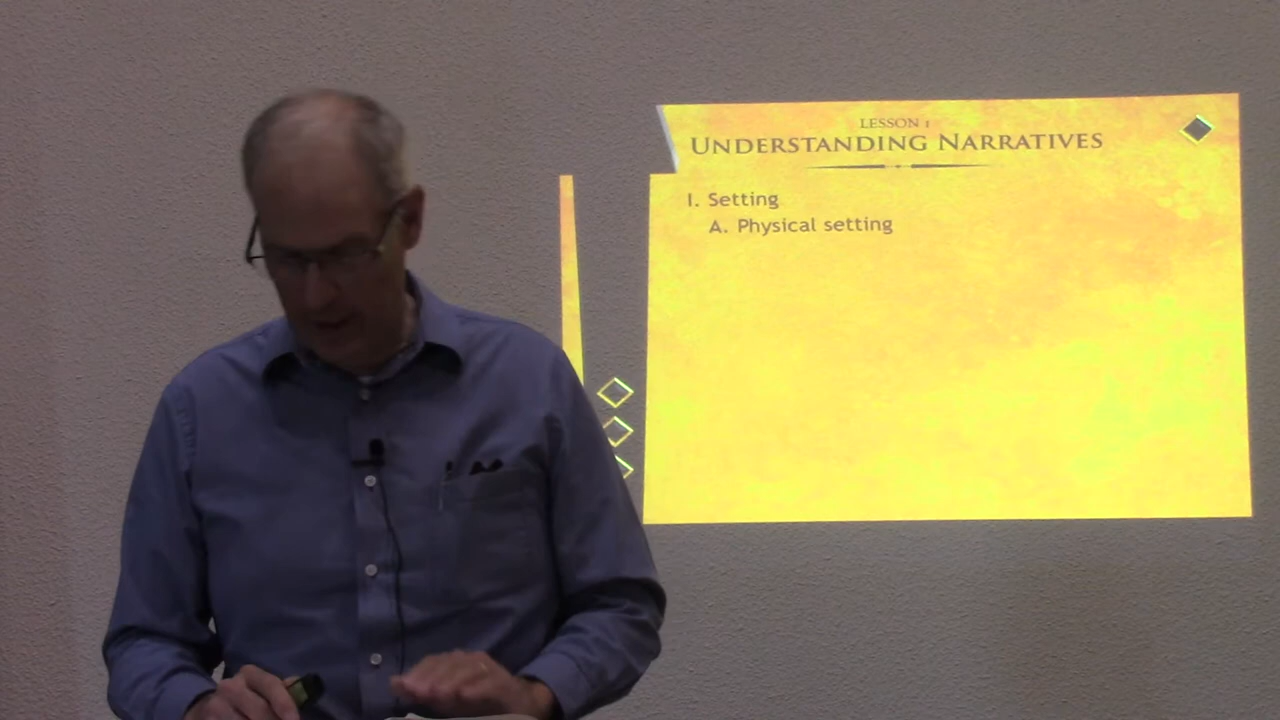 LESSON 1
UNDERSTANDING NARRATIVES
I. Setting
A. Physical setting